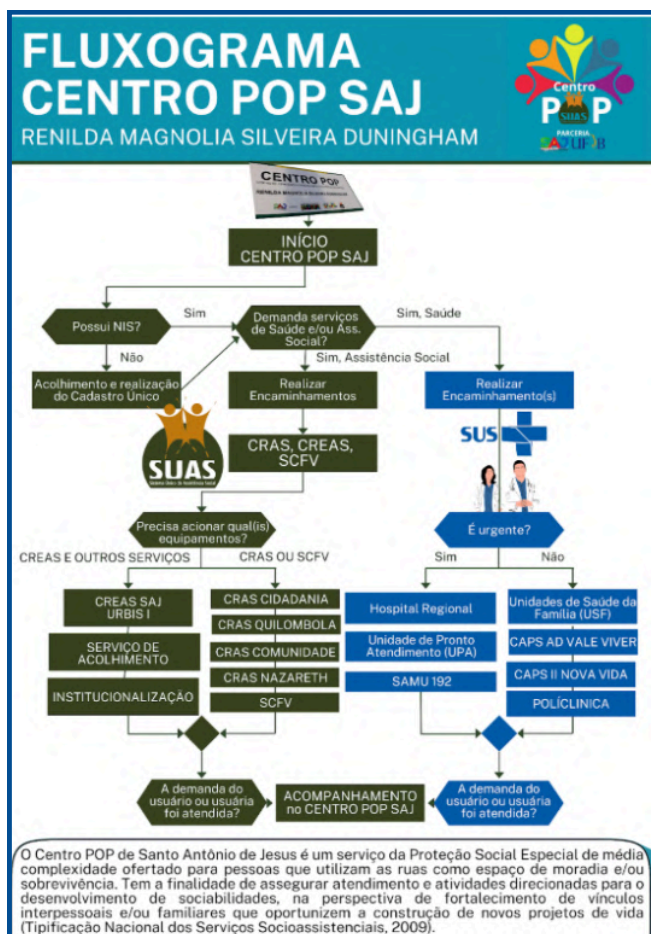 FLUXOGRAMA
CENTRO POP SAJ
RENILDA MAGNOLIA SILVEIRA DUNINGHAM
Centro
POP
SUAS
PARCERIA
CENTRO POP
INÍCIO
CENTRO POP SAJ
Possui NIS?
Sim
Demanda serviços
de Saúde e/ou Ass.
Social?
Sim, Saúde
Não
Sim, Assistência Social
Acolhimento e realização
do Cadastro Único
Realizar
Encaminhamentos
Realizar
Encaminhamento(s)
SUS
SUAS
CRAS, CREAS,
SCFV
Precisa acionar qual(is)
equipamentos?
É urgente?
CREAS E OUTROS SERVIÇOS
CRAS OU SCFV
Sim
Não
CREAS SAJ
URBIS I
SERVIÇO DE
ACOLHIMENTO
INSTITUCIONALIZAÇÃO
CRAS CIDADANIA
CRAS QUILOMBOLA
CRAS COMUNIDADE
CRAS NAZARETH
SCFV
Hospital Regional
Unidade de Pronto
Atendimento (UPA)
SAMU 192
Unidades de Saúde da
Família (USF)
CAPS AD VALE VIVER
CAPS II NOVA VIDA
POLÍCLINICA
A demanda do
usuário ou usuária
foi atendida?
ACOMPANHAMENTO
no CENTRO POP SAJ
A demanda do
usuário ou usuária
foi atendida?
O Centro POP de Santo Antônio de Jesus é um serviço da Proteção Social Especial de média
complexidade ofertado para pessoas que utilizam as ruas como espaço de moradia e/ou
sobrevivência. Tem a finalidade de assegurar atendimento e atividades direcionadas para o
desenvolvimento de sociabilidades, na perspectiva de fortalecimento de vínculos
interpessoais e/ou familiares que oportunizem a construção de novos projetos de vida
(Tipificação Nacional dos Serviços Socioassistenciais, 2009).